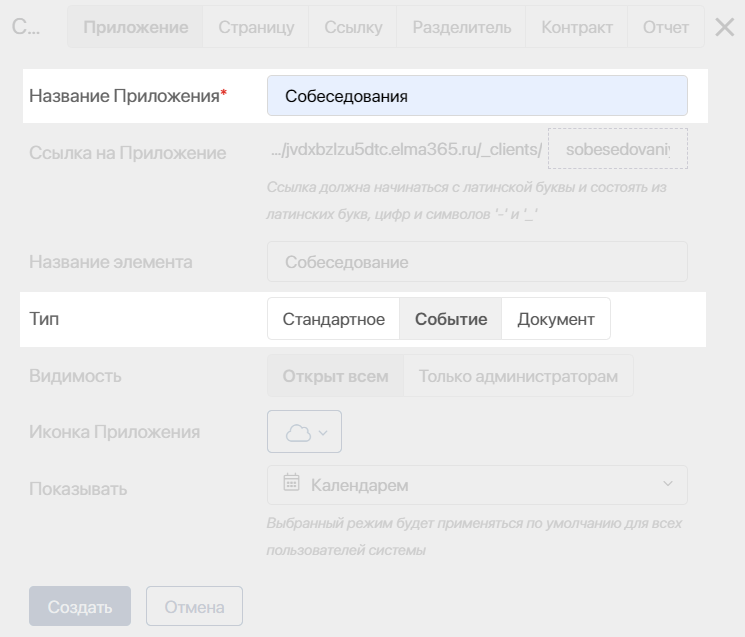 С... Приложение Страницу Ссылку Разделитель Контракт Отчет
Название Приложения* Собеседования
Ссылка на Приложение .../jvdxbzlzu5dtc.elma365.ru/_clients/ sobesedovani
Ссылка должна начинаться с латинской буквы и состоять из
латинских букв, цифр и символов '-' и '_'
Название элемента Собеседование
Тип Стандартное Событие Документ
Видимость Открыт всем Только администраторам
Иконка Приложения
Показывать Календарем
Выбранный режим будет применяться по умолчанию для всех
пользователей системы
Создать Отмена